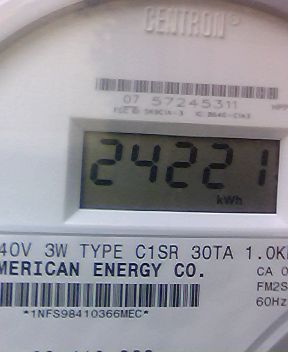 CENTRON®
07 57245311
24221
kWh
40V 3W TYPE C1SR 30TA 1.0K
MERICAN ENERGY CO.
CA 0
FM2S
60Hz
*1NFS98410366MEC*